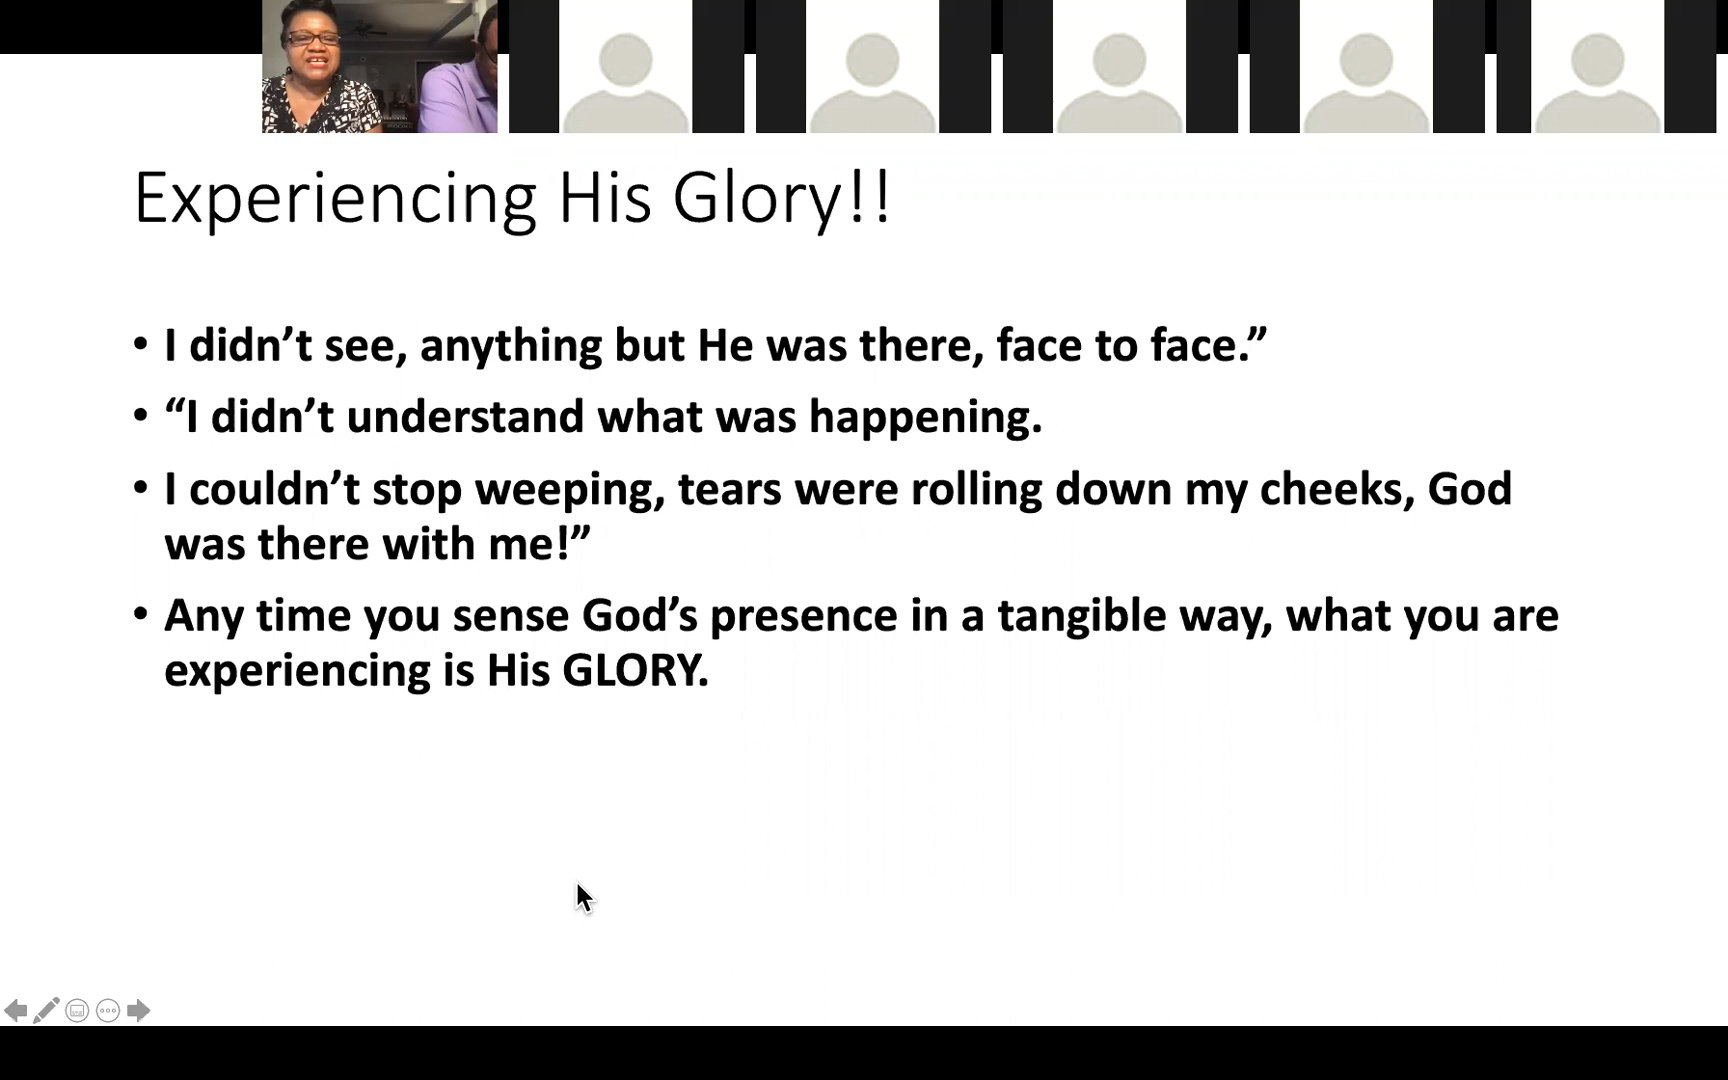 Experiencing His Glory!!
• I didn’t see, anything but He was there, face to face.”
• “I didn’t understand what was happening.
• I couldn’t stop weeping, tears were rolling down my cheeks, God
was there with me!”
• Any time you sense God’s presence in a tangible way, what you are
experiencing is His GLORY.